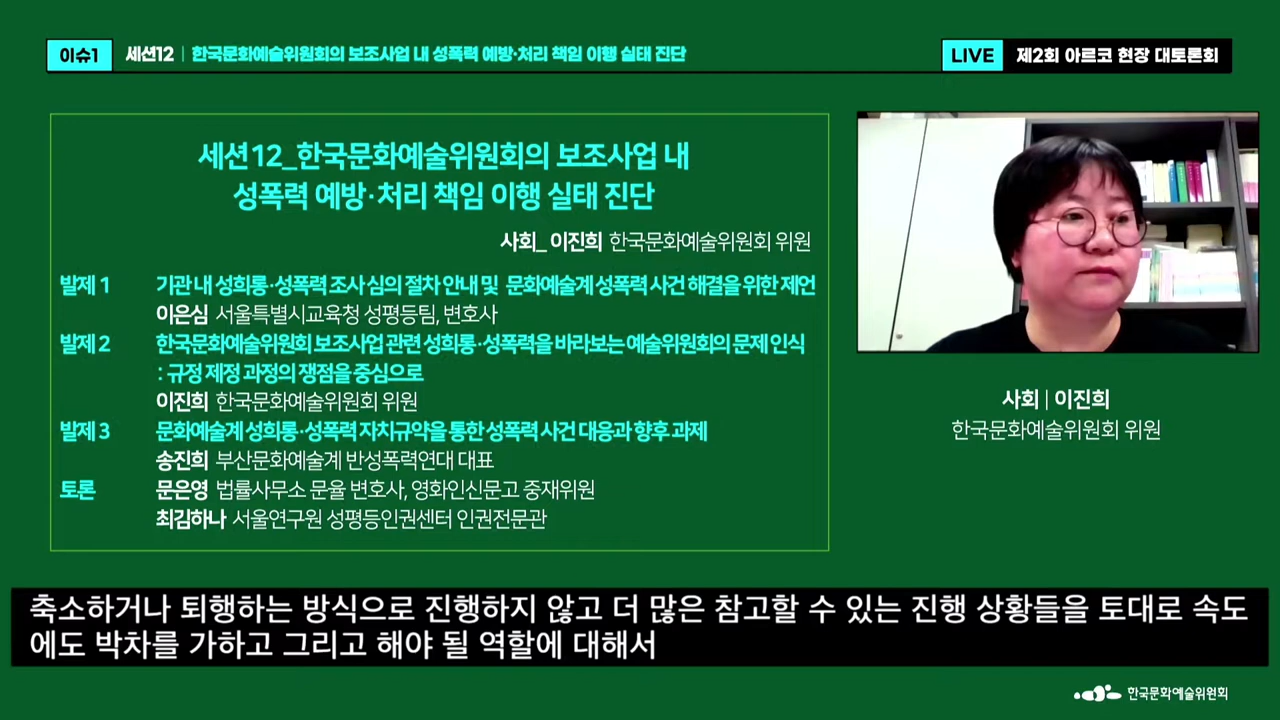 이슈1 세션12 | 한국문화예술위원회의 보조사업 내 성폭력 예방·처리 책임 이행 실태 진단
LIVE 제2회 아르코 현장 대토론회
세션12_한국문화예술위원회의 보조사업 내
성폭력 예방·처리 책임 이행 실태 진단
사회_ 이진희 한국문화예술위원회 위원
발제 1 기관 내 성희롱·성폭력 조사 심의 절차 안내 및 문화예술계 성폭력 사건 해결을 위한 제언
이은심 서울특별시교육청 성평등팀, 변호사
발제 2 한국문화예술위원회 보조사업 관련 성희롱·성폭력을 바라보는 예술위원회의 문제 인식
: 규정 제정 과정의 쟁점을 중심으로
이진희 한국문화예술위원회 위원
발제 3 문화예술계 성희롱·성폭력 자치규약을 통한 성폭력 사건 대응과 향후 과제
송진희 부산문화예술계 반성폭력연대 대표
토론 문은영 법률사무소 문율 변호사, 영화인신문고 중재위원
최김하나 서울연구원 성평등인권센터 인권전문관
사회 | 이진희
한국문화예술위원회 위원
축소하거나 퇴행하는 방식으로 진행하지 않고 더 많은 참고할 수 있는 진행 상황들을 토대로 속도
에도 박차를 가하고 그리고 해야 될 역할에 대해서
한국문화예술위원회